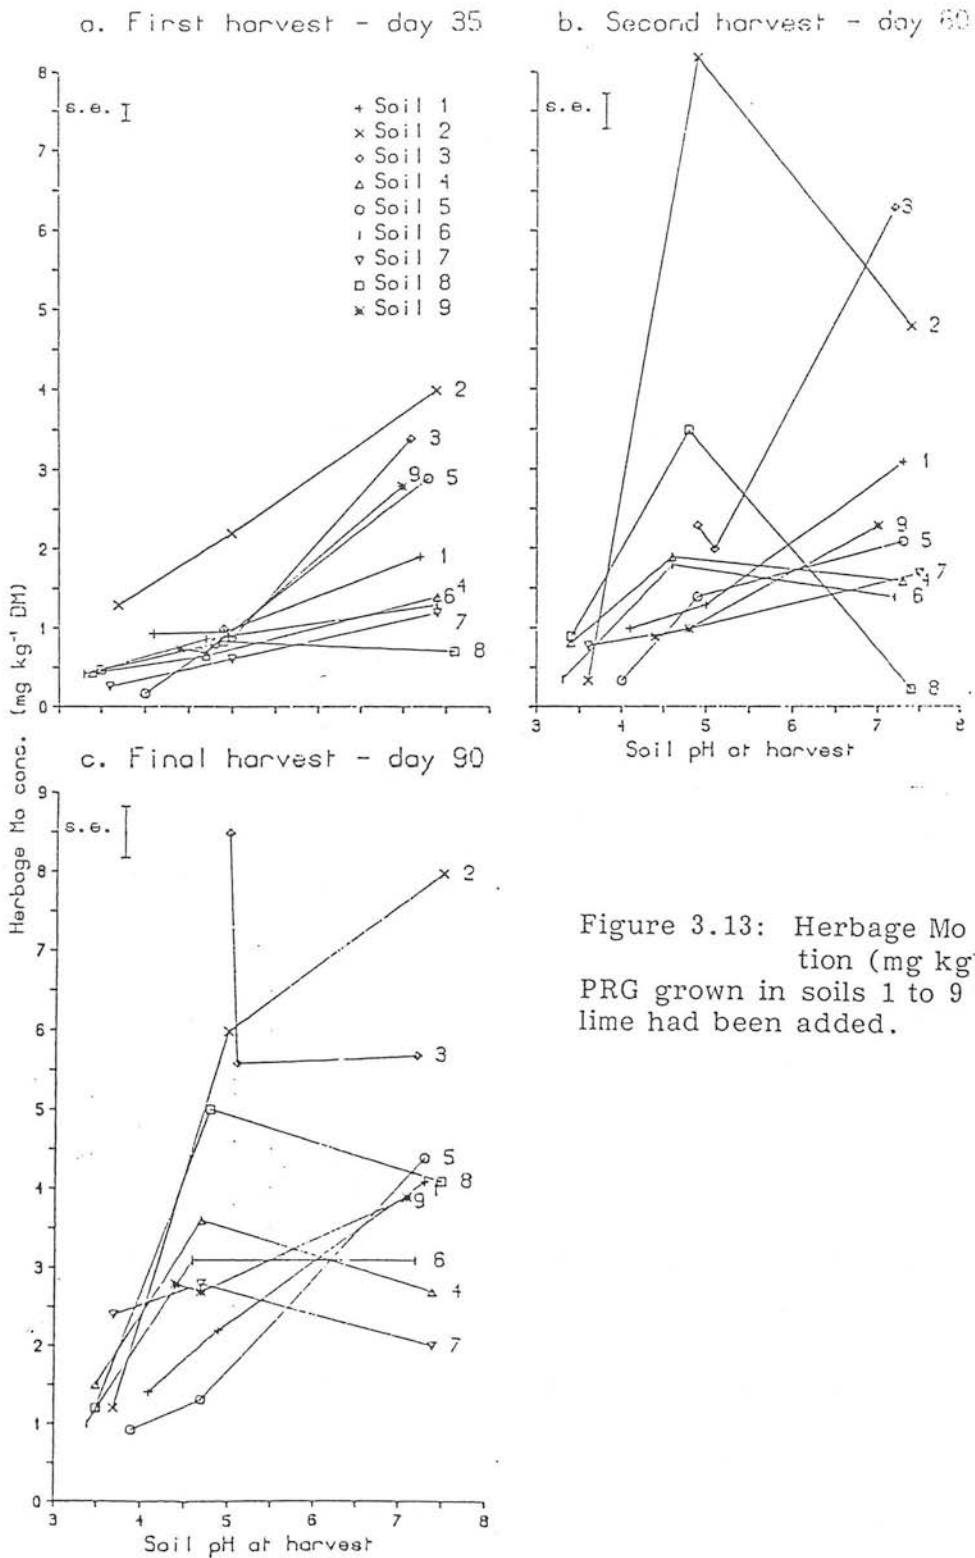 a. First harvest - day 35
8
7
6
5
4
3
2
1
0
s.e.
+ Soil 1
× Soil 2
◇ Soil 3
△ Soil 4
○ Soil 5
ı Soil 6
▽ Soil 7
□ Soil 8
✳ Soil 9
2
3
9
5
1
4
6
7
8
b. Second harvest - day 60
s.e.
3
2
1
9
5
7
4
6
8
3 4 5 6 7 8
Soil pH at harvest
Herbage Mo conc. (mg kg⁻¹ DM)
c. Final harvest - day 90
9
8
7
6
5
4
3
2
1
0
s.e.
2
3
5
8
1
9
6
4
7
3 4 5 6 7 8
Soil pH at harvest
Figure 3.13: Herbage Mo
tion (mg kg
PRG grown in soils 1 to 9
lime had been added.